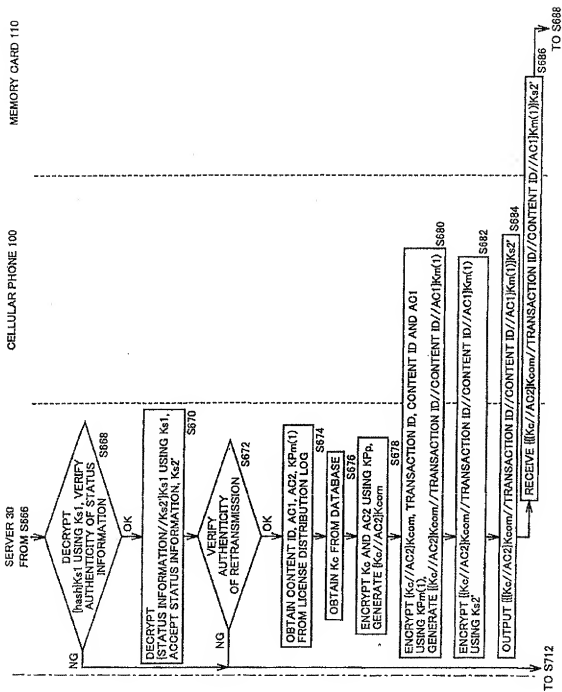 SERVER 30
FROM S666
CELLULAR PHONE 100
MEMORY CARD 110
DECRYPT
[hash]Ks1 USING Ks1, VERIFY
AUTHENTICITY OF STATUS
INFORMATION
S668
NG
OK
DECRYPT
{STATUS INFORMATION//Ks2'}Ks1 USING Ks1,
ACCEPT STATUS INFORMATION, Ks2'
S670
VERIFY
AUTHENTICITY
OF RETRANSMISSION
S672
NG
OK
OBTAIN CONTENT ID, AC1, AC2, KPm(1)
FROM LICENSE DISTRIBUTION LOG
S674
OBTAIN Kc FROM DATABASE
S676
ENCRYPT Kc AND AC2 USING KPp,
GENERATE {Kc//AC2}Kcom
S678
ENCRYPT {Kc//AC2}Kcom, TRANSACTION ID, CONTENT ID AND AC1
USING KPm(1),
GENERATE {{Kc//AC2}Kcom//TRANSACTION ID//CONTENT ID//AC1}Km(1)
S680
ENCRYPT {{Kc//AC2}Kcom//TRANSACTION ID//CONTENT ID//AC1}Km(1)
USING Ks2'
S682
OUTPUT {{{Kc//AC2}Kcom//TRANSACTION ID//CONTENT ID//AC1}Km(1)}Ks2'
S684
RECEIVE {{{Kc//AC2}Kcom//TRANSACTION ID//CONTENT ID//AC1}Km(1)}Ks2'
S686
TO S688
TO S712